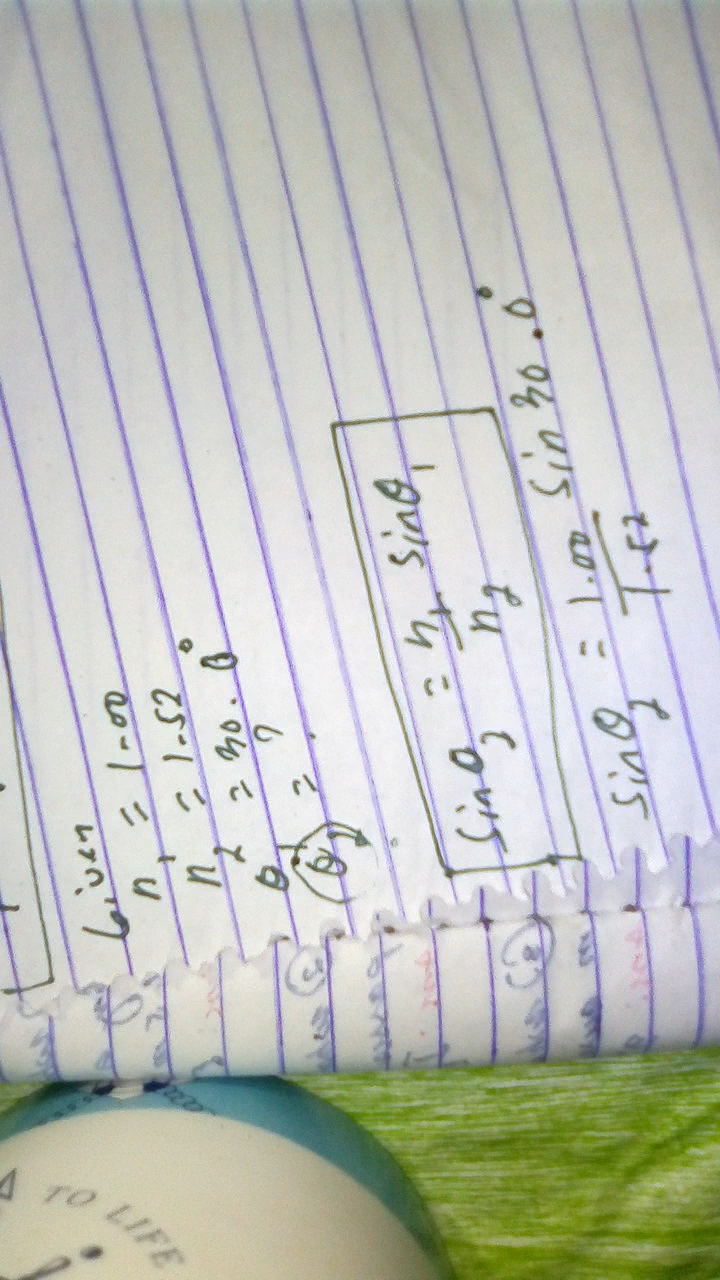 Given
n₁ = 1.00
n₂ = 1.52
θ₁ = 30.0°
θ₂ = ?
sinθ₂ = n₁ sinθ₁
n₂
sinθ₂ = 1.00 sin 30.0°
1.52
TO LIFE